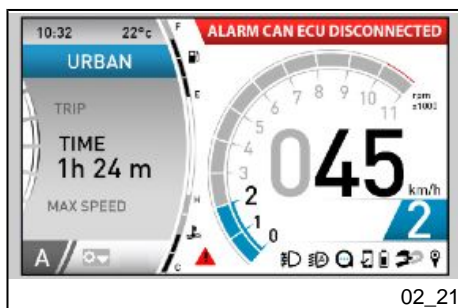 10:32 22°c F ALARM CAN ECU DISCONNECTED
URBAN
E
TRIP
TIME
1h 24 m
MAX SPEED
H
C
A
0 1 2 3 4 5 6 7 8 9 10 11
rpm
x1000
045
km/h
2
02_21